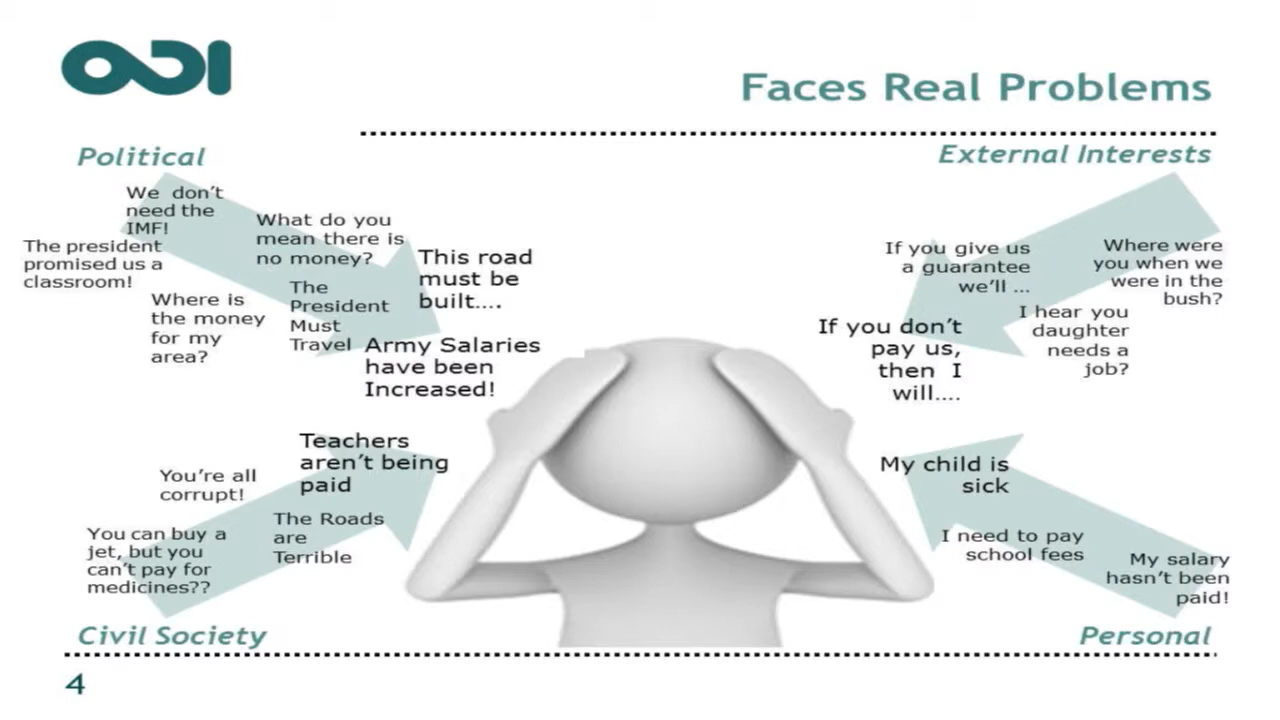 ODI
Faces Real Problems
Political
We don't
need the
IMF!
The president
promised us a
classroom!
What do you
mean there is
no money?
Where is
the money
for my
area?
The
President
Must
Travel
This road
must be
built....
Army Salaries
have been
Increased!
External Interests
If you give us
a guarantee
we'll ...
Where were
you when we
were in the
bush?
I hear you
daughter
needs a
job?
If you don't
pay us,
then I
will....
Teachers
aren't being
paid
You're all
corrupt!
The Roads
are
Terrible
You can buy a
jet, but you
can't pay for
medicines??
Civil Society
My child is
sick
I need to pay
school fees
My salary
hasn't been
paid!
Personal
4